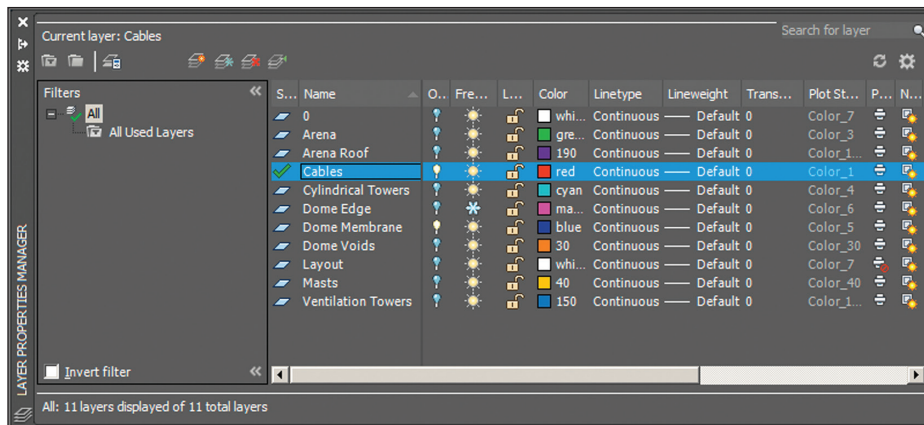 Current layer: Cables
Search for layer
Filters
All
All Used Layers
Invert filter
S... Name O.. Fre... L... Color Linetype Lineweight Trans... Plot St... P... N...
0 whi... Continuous Default 0 Color_7
Arena gre... Continuous Default 0 Color_3
Arena Roof 190 Continuous Default 0 Color_1...
Cables red Continuous Default 0 Color_1
Cylindrical Towers cyan Continuous Default 0 Color_4
Dome Edge ma... Continuous Default 0 Color_6
Dome Membrane blue Continuous Default 0 Color_5
Dome Voids 30 Continuous Default 0 Color_30
Layout whi... Continuous Default 0 Color_7
Masts 40 Continuous Default 0 Color_40
Ventilation Towers 150 Continuous Default 0 Color_1...
LAYER PROPERTIES MANAGER
All: 11 layers displayed of 11 total layers